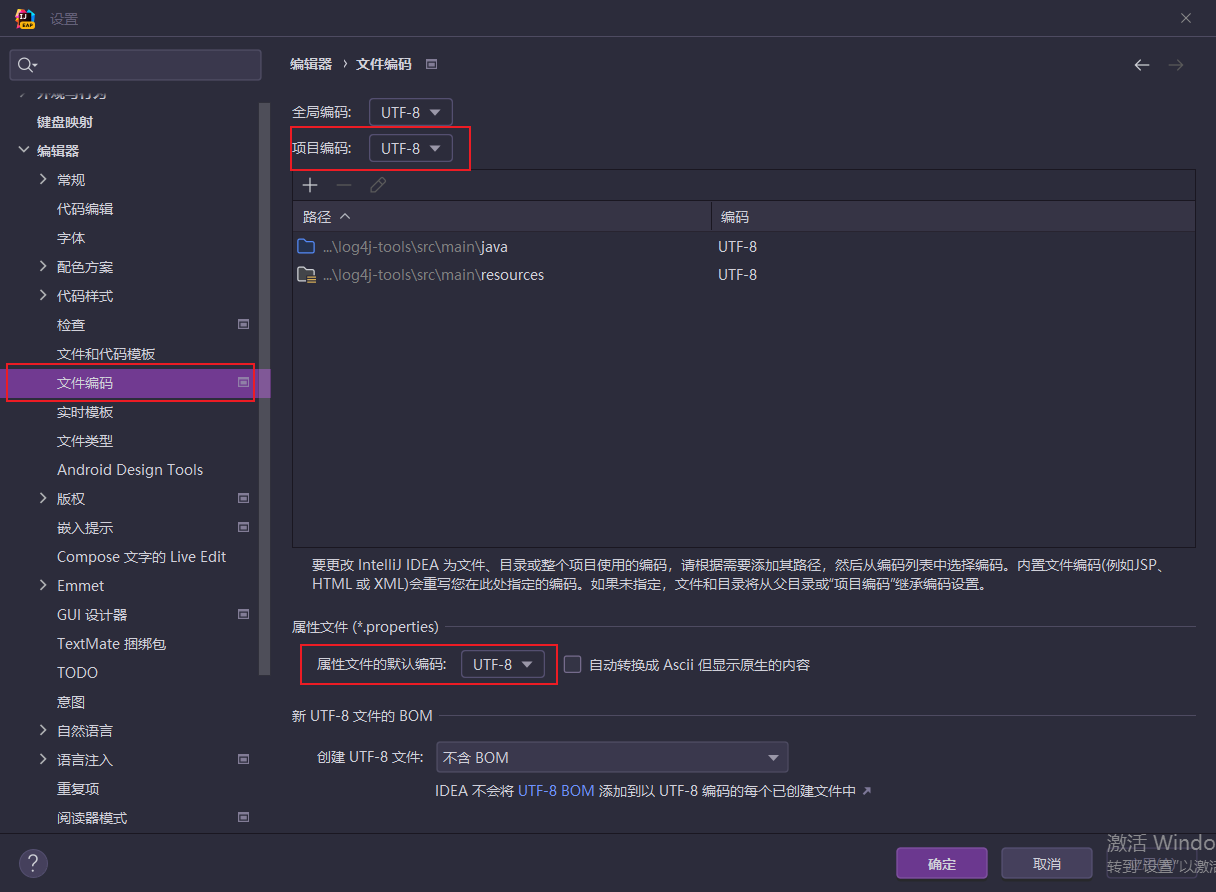 设置
外观与行为
键盘映射
编辑器
常规
代码编辑
字体
配色方案
代码样式
检查
文件和代码模板
文件编码
实时模板
文件类型
Android Design Tools
版权
嵌入提示
Compose 文字的 Live Edit
Emmet
GUI 设计器
TextMate 捆绑包
TODO
意图
自然语言
语言注入
重复项
阅读器模式
编辑器 › 文件编码
全局编码: UTF-8
项目编码: UTF-8
路径 编码
...\log4j-tools\src\main\java UTF-8
...\log4j-tools\src\main\resources UTF-8
要更改 IntelliJ IDEA 为文件、目录或整个项目使用的编码，请根据需要添加其路径，然后从编码列表中选择编码。内置文件编码(例如JSP、
HTML 或 XML)会重写您在此处指定的编码。如果未指定，文件和目录将从父目录或“项目编码”继承编码设置。
属性文件 (*.properties)
属性文件的默认编码: UTF-8 自动转换成 Ascii 但显示原生的内容
新 UTF-8 文件的 BOM
创建 UTF-8 文件: 不含 BOM
IDEA 不会将 UTF-8 BOM 添加到以 UTF-8 编码的每个已创建文件中
?
确定 取消
激活 Windo
转到"设置"以激活